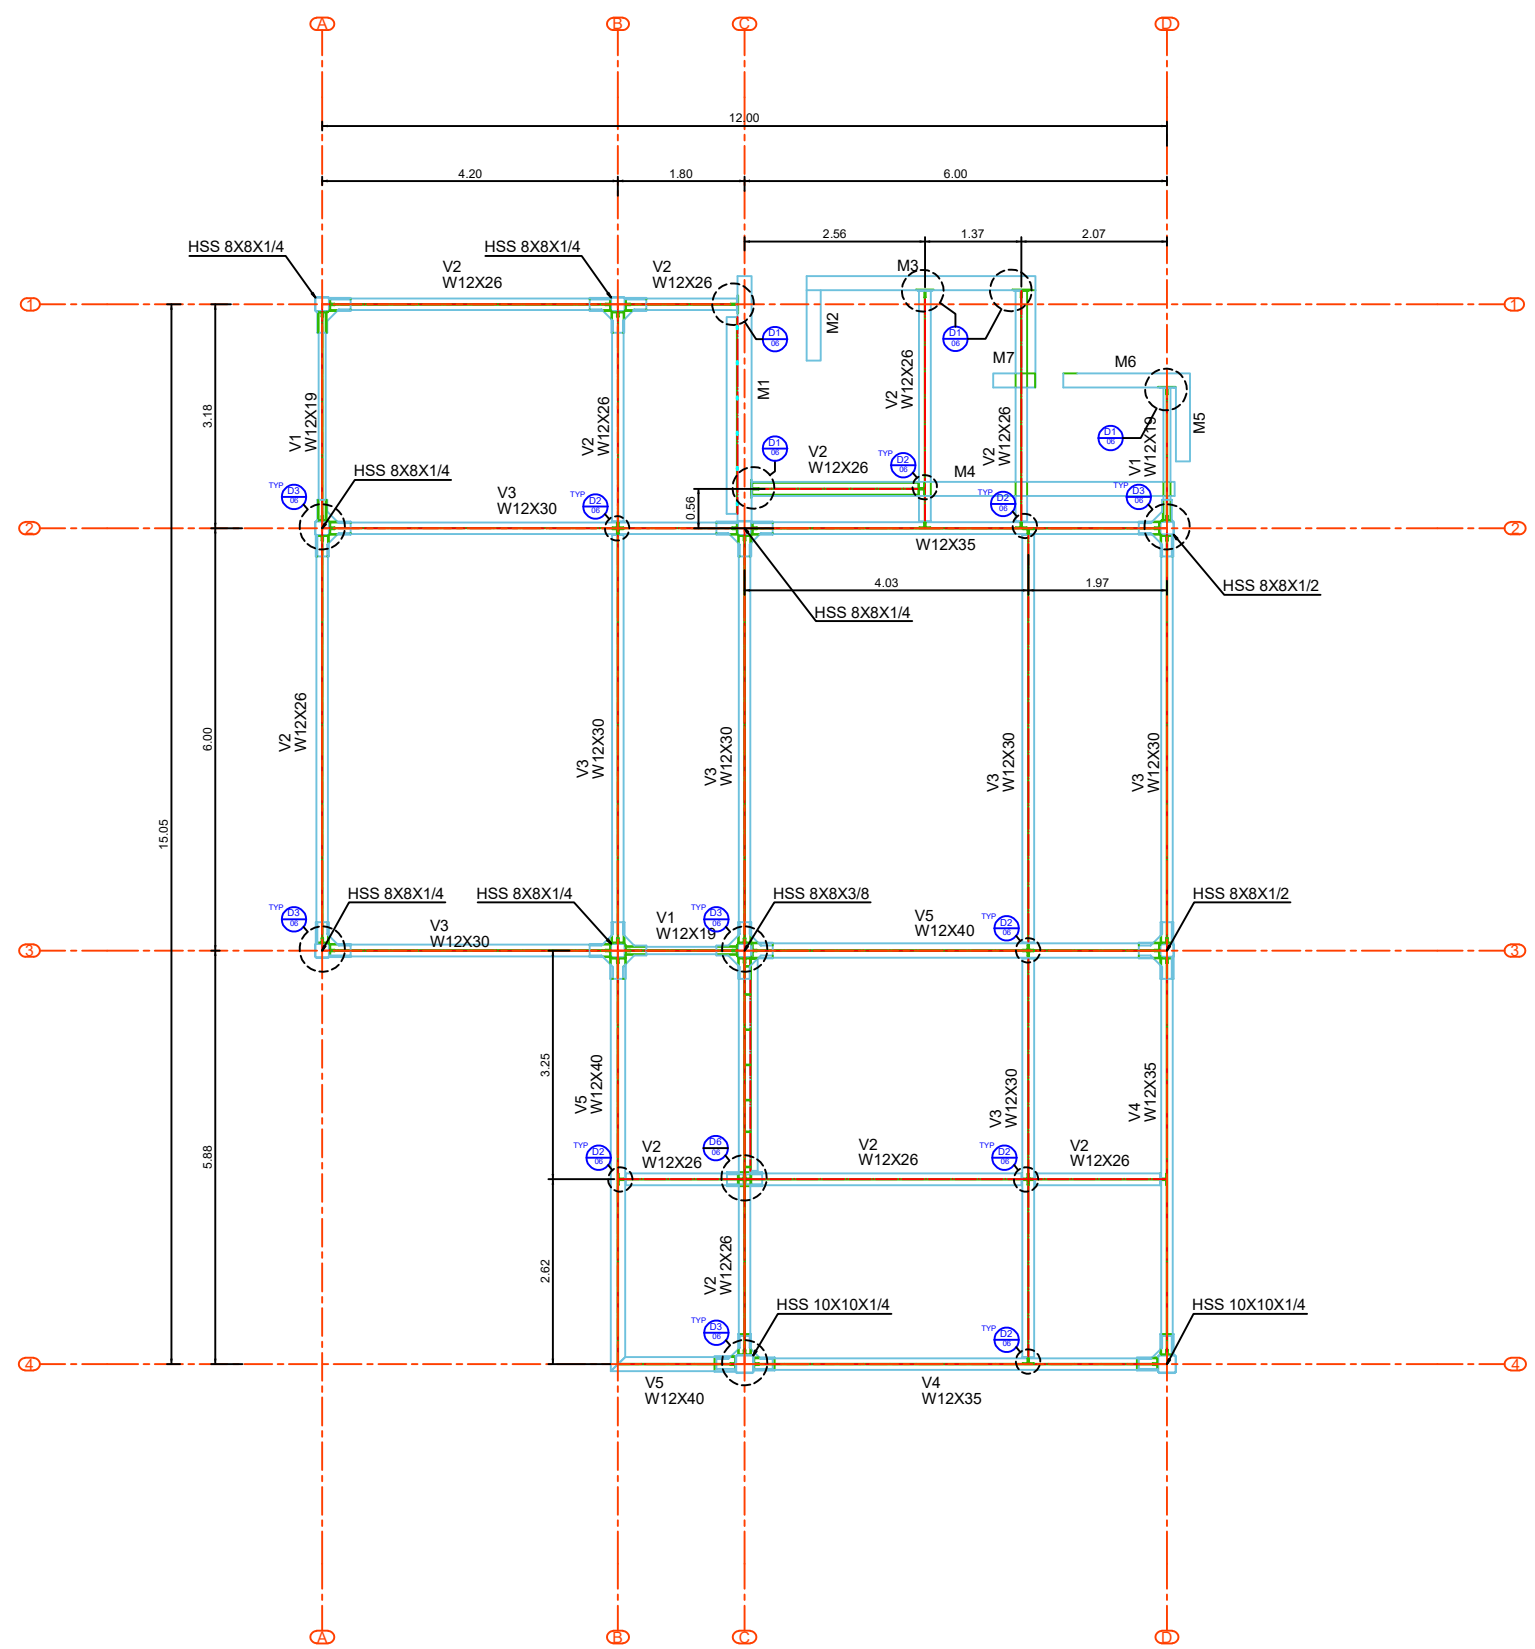 A
B
C
D
12.00
4.20
1.80
6.00
2.56
1.37
2.07
HSS 8X8X1/4
HSS 8X8X1/4
V2
W12X26
V2
W12X26
M3
1
1
D1
06
D1
06
M2
M7
M6
M1
V2
W12X26
V2
W12X26
V1
W12X19
M5
3.18
V1
W12X19
V2
W12X26
D1
06
D1
06
V2
W12X26
TYP
D2
06
M4
HSS 8X8X1/4
TYP
D3
06
V3
W12X30
TYP
D2
06
0.56
TYP
D2
06
TYP
D3
06
2
2
W12X35
4.03
1.97
HSS 8X8X1/2
HSS 8X8X1/4
6.00
15.05
V2
W12X26
V3
W12X30
V3
W12X30
V3
W12X30
V3
W12X30
HSS 8X8X1/4
HSS 8X8X1/4
HSS 8X8X3/8
HSS 8X8X1/2
TYP
D3
06
V3
W12X30
V1
W12X19
TYP
D3
06
V5
W12X40
TYP
D2
06
3
3
3.25
V5
W12X40
V3
W12X30
V4
W12X35
5.88
TYP
D2
06
V2
W12X26
D6
06
V2
W12X26
TYP
D2
06
V2
W12X26
2.62
V2
W12X26
HSS 10X10X1/4
HSS 10X10X1/4
TYP
D3
06
TYP
D2
06
4
4
V5
W12X40
V4
W12X35
A
B
C
D